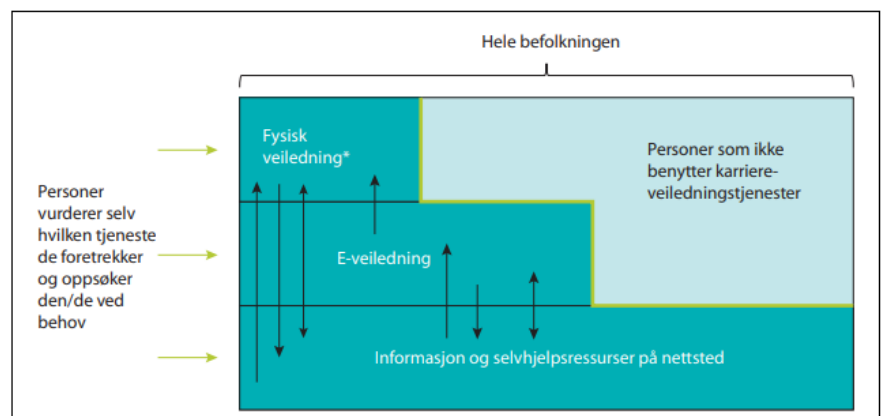 Hele befolkningen
Fysisk
veiledning*
Personer som ikke
benytter karriere-
veiledningstjenester
Personer
vurderer selv
hvilken tjeneste
de foretrekker
og oppsøker
den/de ved
behov
E-veiledning
Informasjon og selvhjelpsressurser på nettsted